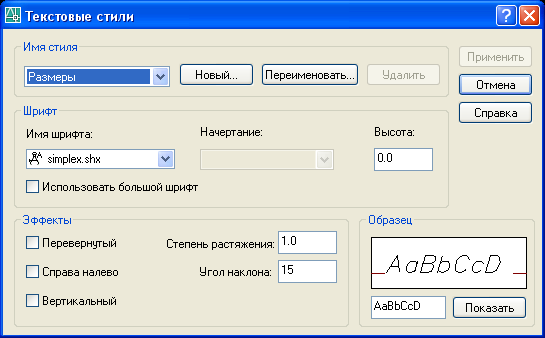 Текстовые стили
Имя стиля
Размеры
Новый...
Переименовать...
Удалить
Применить
Отмена
Справка
Шрифт
Имя шрифта:
Начертание:
Высота:
simplex.shx
0.0
Использовать большой шрифт
Эффекты
Перевернутый
Степень растяжения:
1.0
Справа налево
Угол наклона:
15
Вертикальный
Образец
AaBbCcD
AaBbCcD
Показать